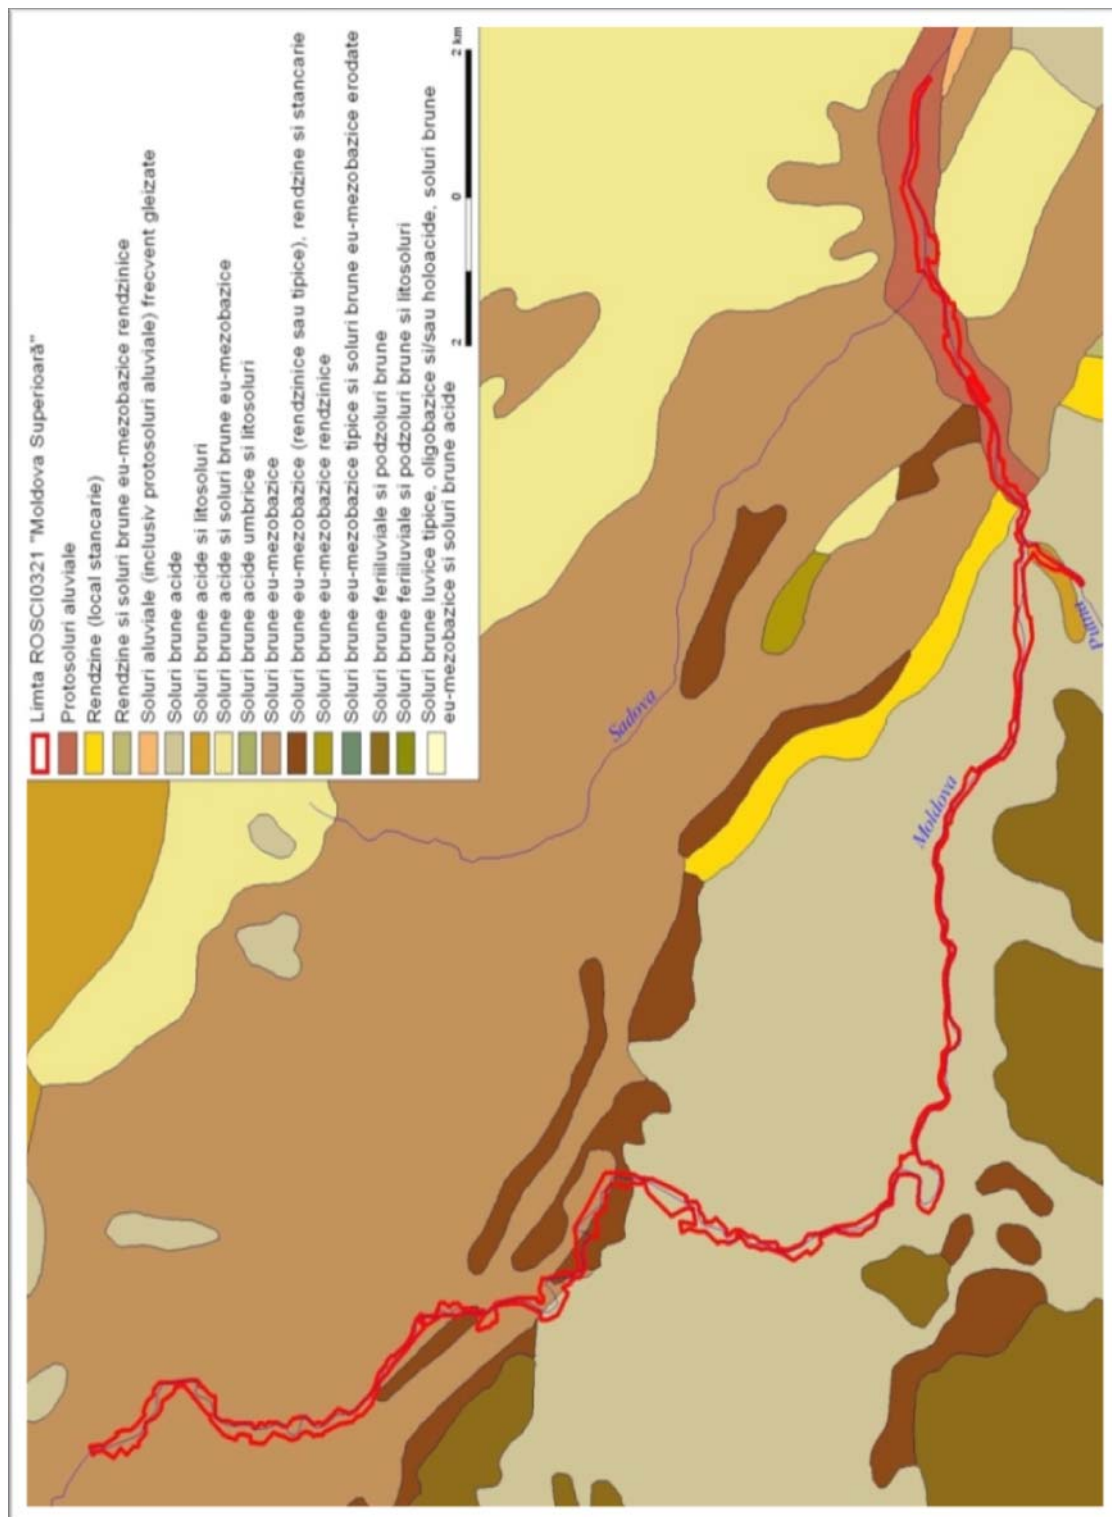 Limta ROSCI0321 "Moldova Superioară"
Protosoluri aluviale
Rendzine (local stancarie)
Rendzine si soluri brune eu-mezobazice rendzinice
Soluri aluviale (inclusiv protosoluri aluviale) frecvent gleizate
Soluri brune acide
Soluri brune acide si litosoluri
Soluri brune acide si soluri brune eu-mezobazice
Soluri brune acide umbrice si litosoluri
Soluri brune eu-mezobazice
Soluri brune eu-mezobazice (rendzinice sau tipice), rendzine si stancarie
Soluri brune eu-mezobazice rendzinice
Soluri brune eu-mezobazice tipice si soluri brune eu-mezobazice erodate
Soluri brune feriiluviale si podzoluri brune
Soluri brune feriiluviale si podzoluri brune si litosoluri
Soluri brune luvice tipice, oligobazice si/sau holoacide, soluri brune
eu-mezobazice si soluri brune acide
2 0 2 km
Sadova
Moldova
Putna